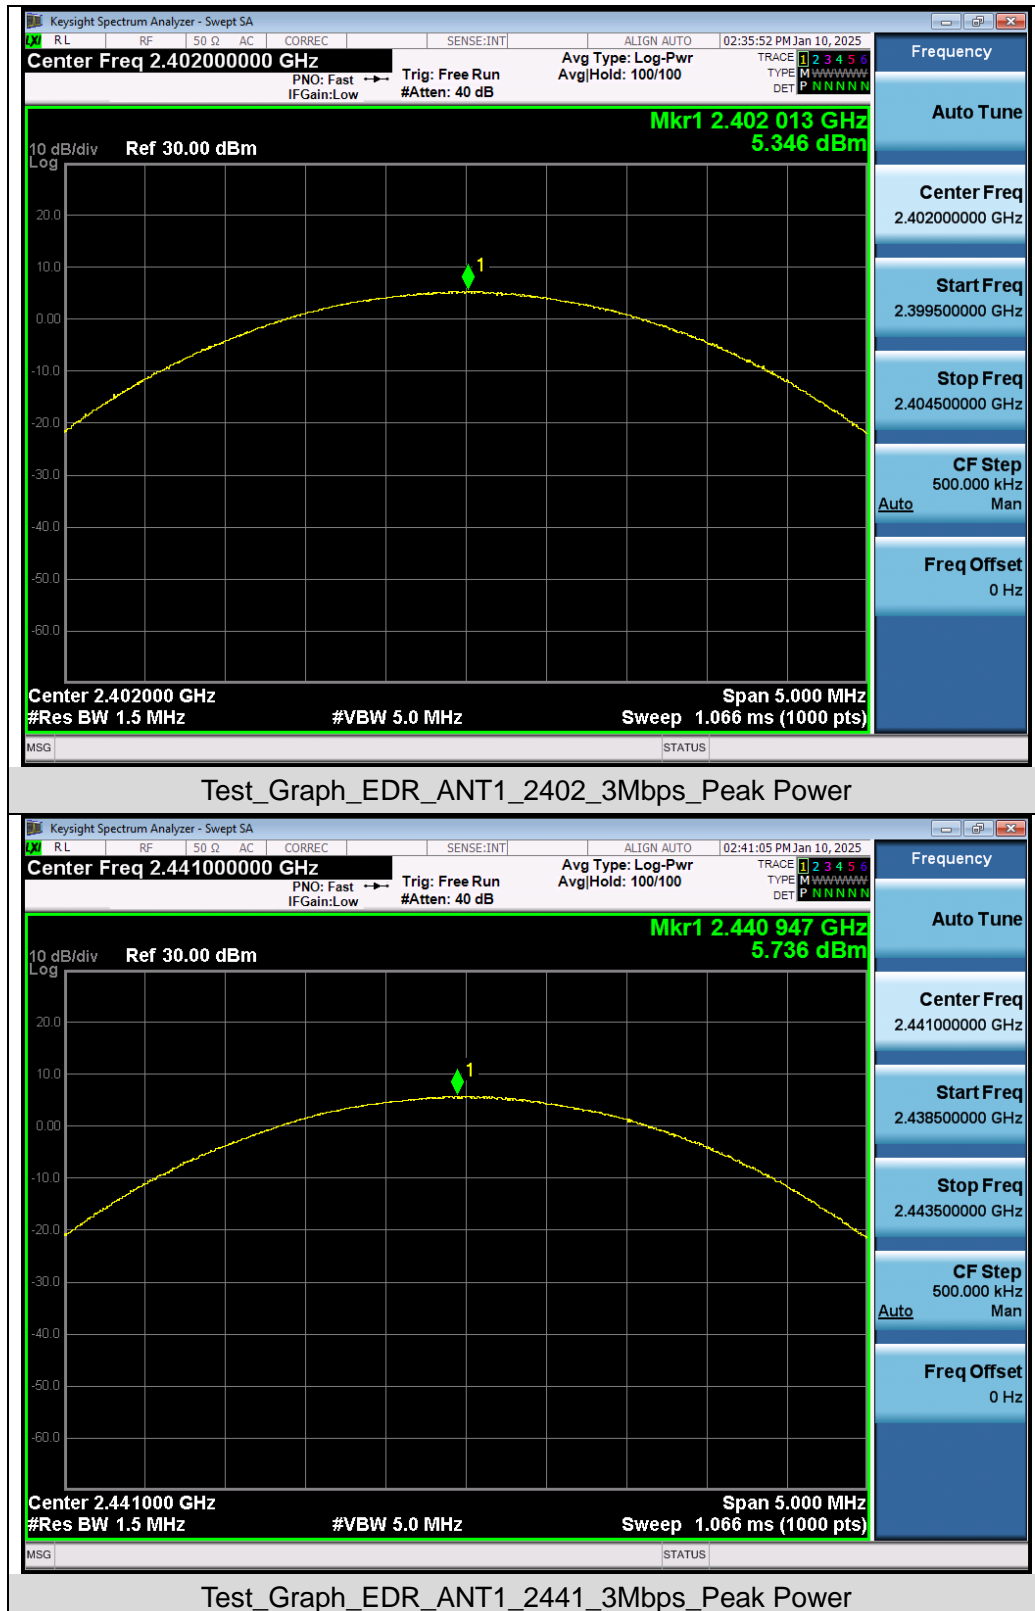 Keysight Spectrum Analyzer - Swept SA
LXI RL RF 50 Ω AC CORREC SENSE:INT ALIGN AUTO 02:35:52 PM Jan 10, 2025
Center Freq 2.402000000 GHz
PNO: Fast
IFGain:Low
Trig: Free Run
#Atten: 40 dB
Avg Type: Log-Pwr
Avg|Hold: 100/100
TRACE 1 2 3 4 5 6
TYPE M WWWWW
DET P N N N N N
Mkr1 2.402 013 GHz
5.346 dBm
10 dB/div Ref 30.00 dBm
Log
20.0
10.0
1
0.00
-10.0
-20.0
-30.0
-40.0
-50.0
-60.0
Center 2.402000 GHz Span 5.000 MHz
#Res BW 1.5 MHz #VBW 5.0 MHz Sweep 1.066 ms (1000 pts)
MSG STATUS
Frequency
Auto Tune
Center Freq
2.402000000 GHz
Start Freq
2.399500000 GHz
Stop Freq
2.404500000 GHz
CF Step
500.000 kHz
Auto Man
Freq Offset
0 Hz
Test_Graph_EDR_ANT1_2402_3Mbps_Peak Power
Keysight Spectrum Analyzer - Swept SA
LXI RL RF 50 Ω AC CORREC SENSE:INT ALIGN AUTO 02:41:05 PM Jan 10, 2025
Center Freq 2.441000000 GHz
PNO: Fast
IFGain:Low
Trig: Free Run
#Atten: 40 dB
Avg Type: Log-Pwr
Avg|Hold: 100/100
TRACE 1 2 3 4 5 6
TYPE M WWWWW
DET P N N N N N
Mkr1 2.440 947 GHz
5.736 dBm
10 dB/div Ref 30.00 dBm
Log
20.0
10.0
1
0.00
-10.0
-20.0
-30.0
-40.0
-50.0
-60.0
Center 2.441000 GHz Span 5.000 MHz
#Res BW 1.5 MHz #VBW 5.0 MHz Sweep 1.066 ms (1000 pts)
MSG STATUS
Frequency
Auto Tune
Center Freq
2.441000000 GHz
Start Freq
2.438500000 GHz
Stop Freq
2.443500000 GHz
CF Step
500.000 kHz
Auto Man
Freq Offset
0 Hz
Test_Graph_EDR_ANT1_2441_3Mbps_Peak Power